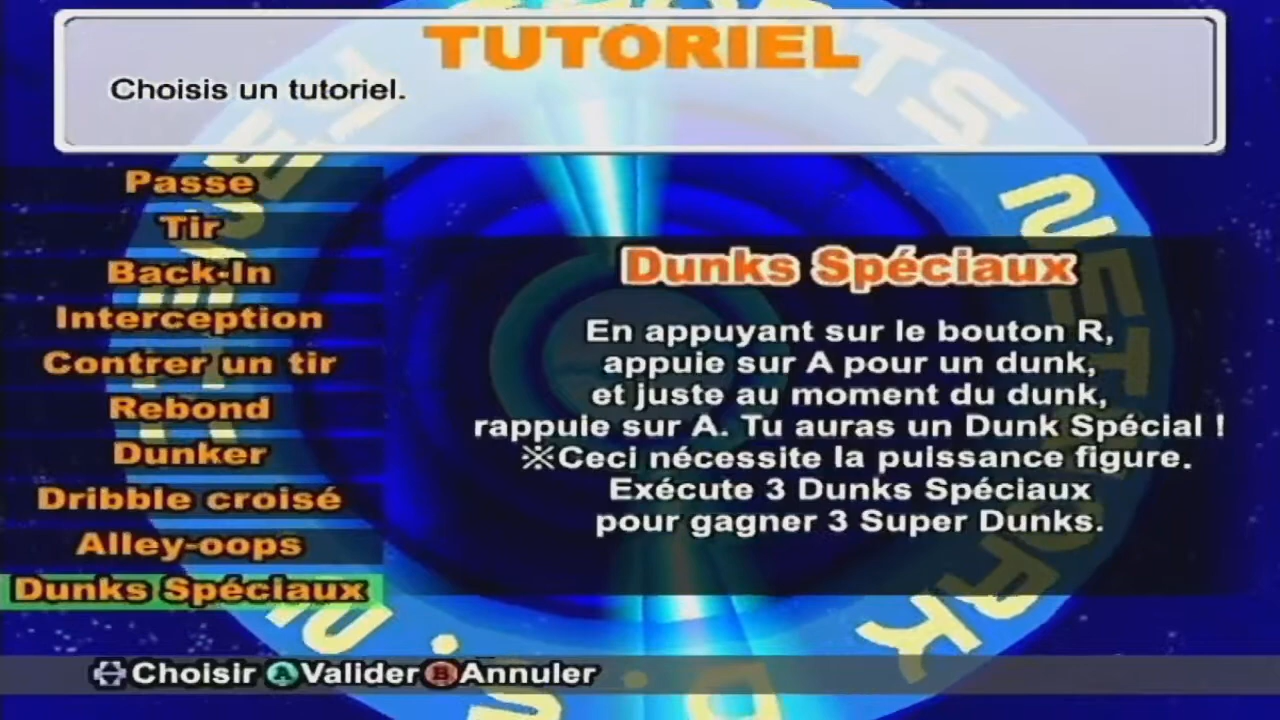 TUTORIEL
Choisis un tutoriel.
Passe
Tir
Back-In
Interception
Contrer un tir
Rebond
Dunker
Dribble croisé
Alley-oops
Dunks Spéciaux
Dunks Spéciaux
En appuyant sur le bouton R,
appuie sur A pour un dunk,
et juste au moment du dunk,
rappuie sur A. Tu auras un Dunk Spécial !
※Ceci nécessite la puissance figure.
Exécute 3 Dunks Spéciaux
pour gagner 3 Super Dunks.
Choisir A Valider B Annuler